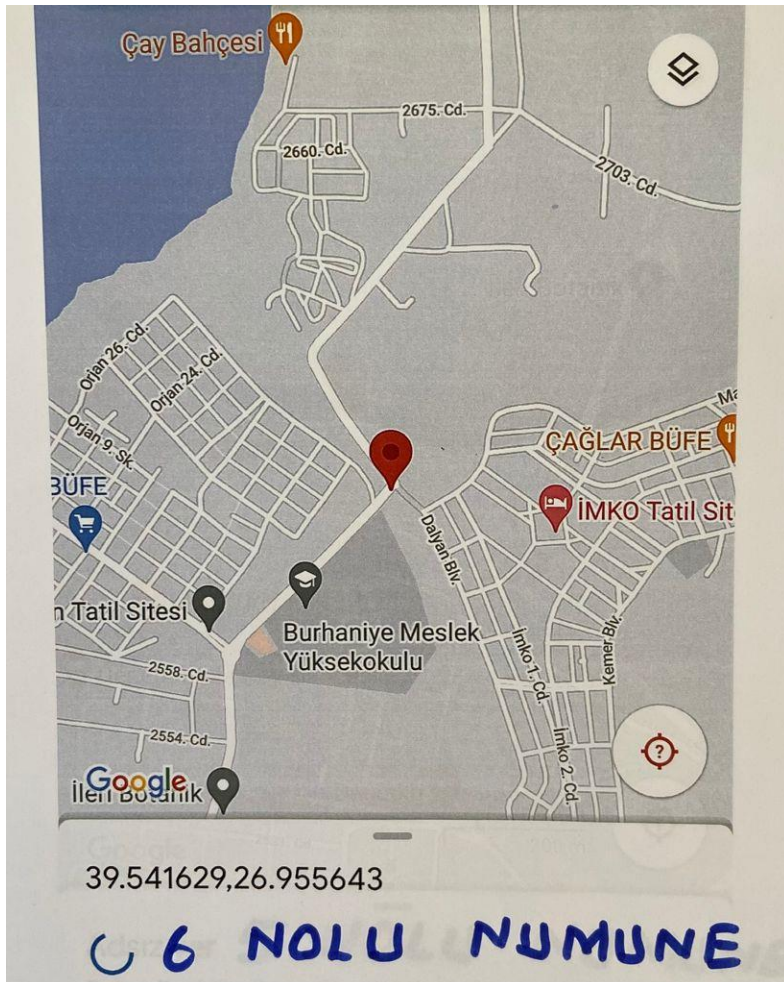 Çay Bahçesi
2675. Cd.
2660. Cd.
2703. Cd.
Orjan 26. Cd.
Orjan 24. Cd.
Orjan 9. Sk.
ÇAĞLAR BÜFE
BÜFE
İMKO Tatil Sit
Dalyan Blv.
n Tatil Sitesi
Burhaniye Meslek
Yüksekokulu
İmko 1. Cd.
Kemer Blv.
2558. Cd.
2554. Cd.
İmko 2. Cd.
Google
İleri Botanik
39.541629,26.955643
6 NOLU NUMUNE